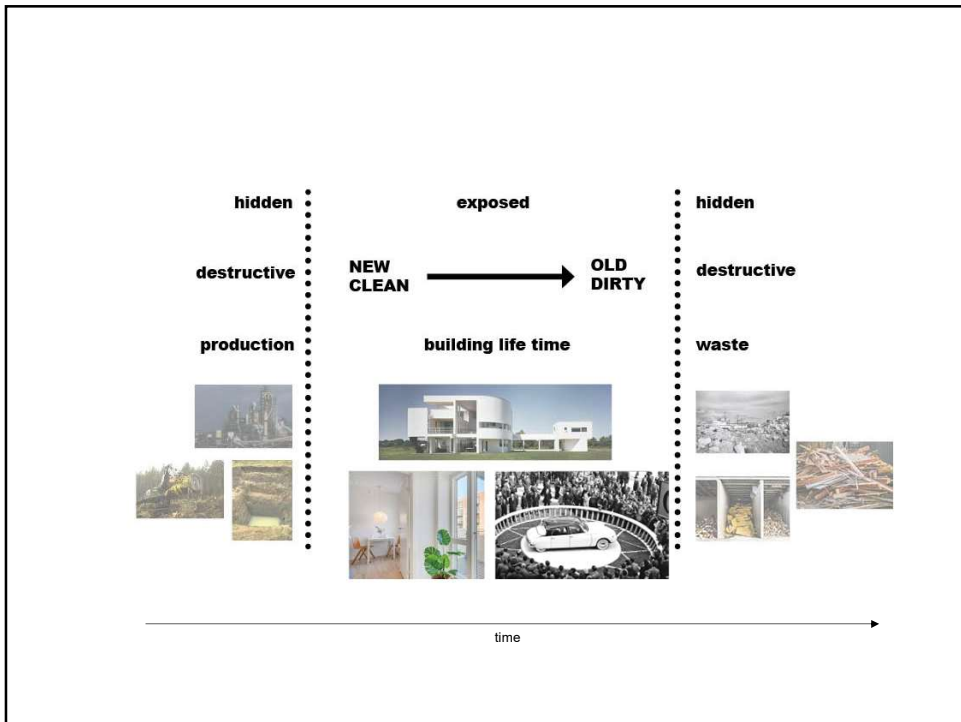 hidden
exposed
hidden
destructive
NEW
CLEAN
OLD
DIRTY
destructive
production
building life time
waste
time